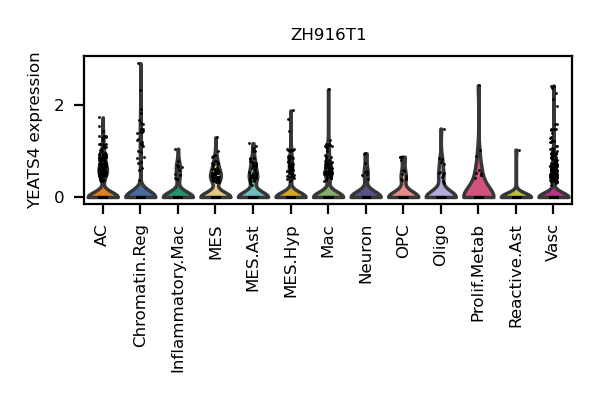 ZH916T1
YEATS4 expression
2
0
AC
Chromatin.Reg
Inflammatory.Mac
MES
MES.Ast
MES.Hyp
Mac
Neuron
OPC
Oligo
Prolif.Metab
Reactive.Ast
Vasc